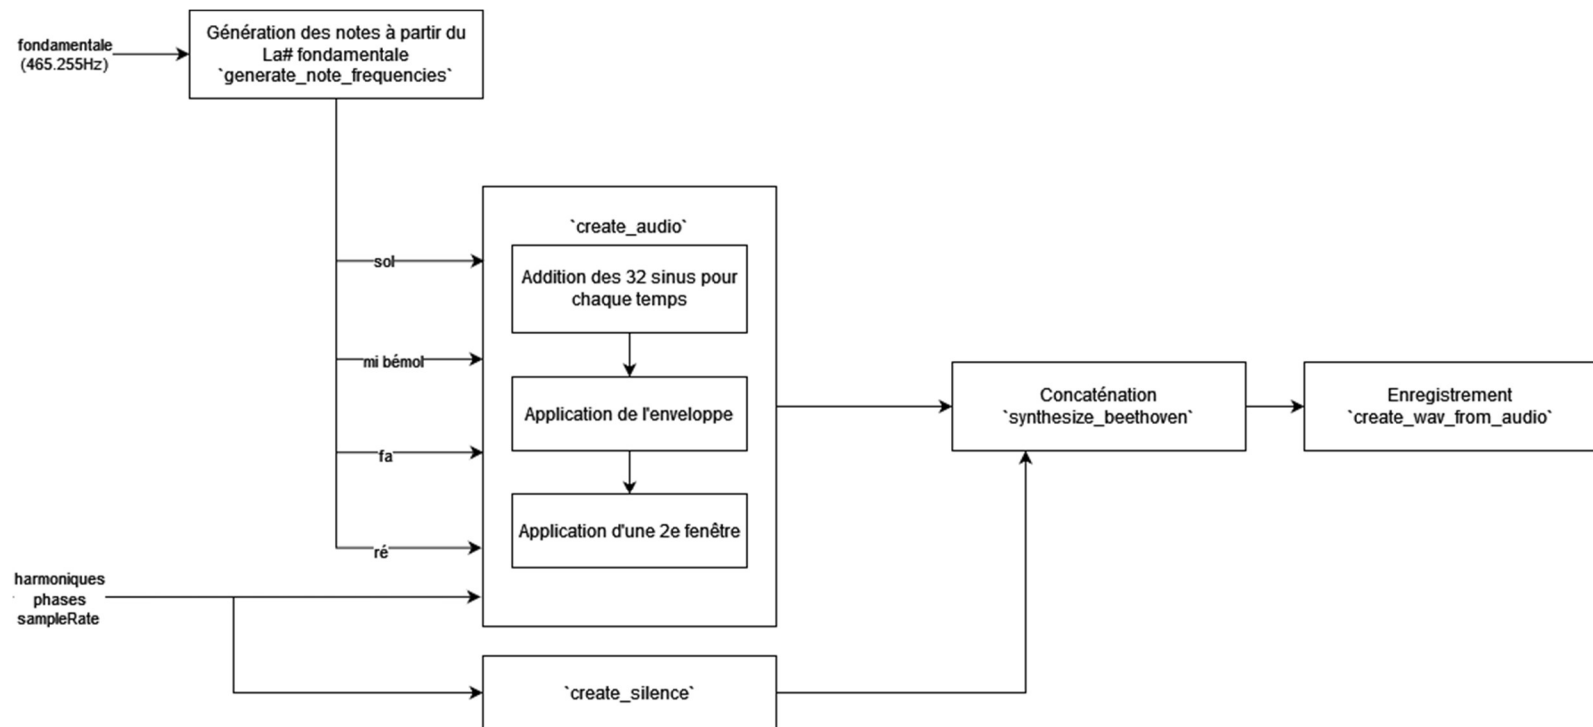 fondamentale
(465.255Hz)
Génération des notes à partir du
La# fondamentale
`generate_note_frequencies`
sol
mi bémol
fa
ré
harmoniques
phases
sampleRate
`create_audio`
Addition des 32 sinus pour
chaque temps
Application de l'enveloppe
Application d'une 2e fenêtre
`create_silence`
Concaténation
`synthesize_beethoven`
Enregistrement
`create_wav_from_audio`